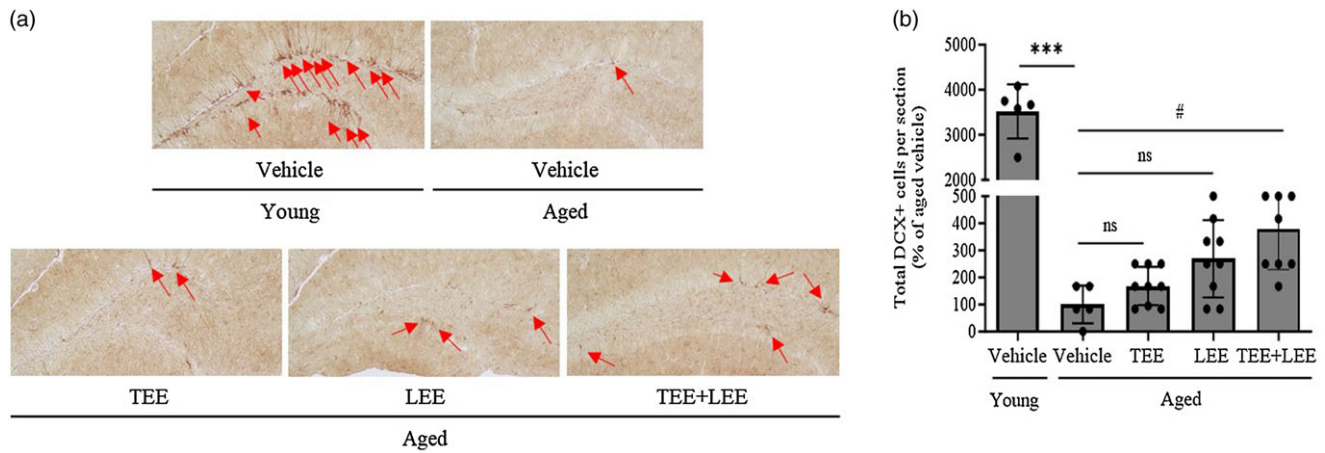 (a)
Vehicle
Vehicle
Young
Aged
TEE
LEE
TEE+LEE
Aged
(b)
Total DCX+ cells per section
(% of aged vehicle)
5000
4000
3000
2000
500
400
300
200
100
0
***
#
ns
ns
Vehicle
Vehicle
TEE
LEE
TEE+LEE
Young
Aged